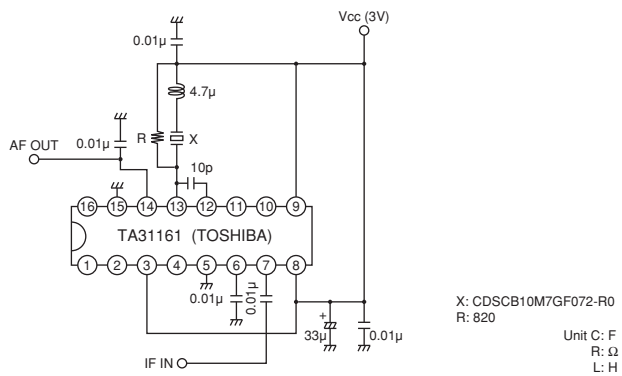 Vcc (3V)
0.01µ
4.7µ
R
X
AF OUT
0.01µ
10p
16 15 14 13 12 11 10 9
TA31161 (TOSHIBA)
1 2 3 4 5 6 7 8
0.01µ
0.01µ
+
33µ
0.01µ
IF IN
X: CDSCB10M7GF072-R0
R: 820
Unit C: F
R: Ω
L: H